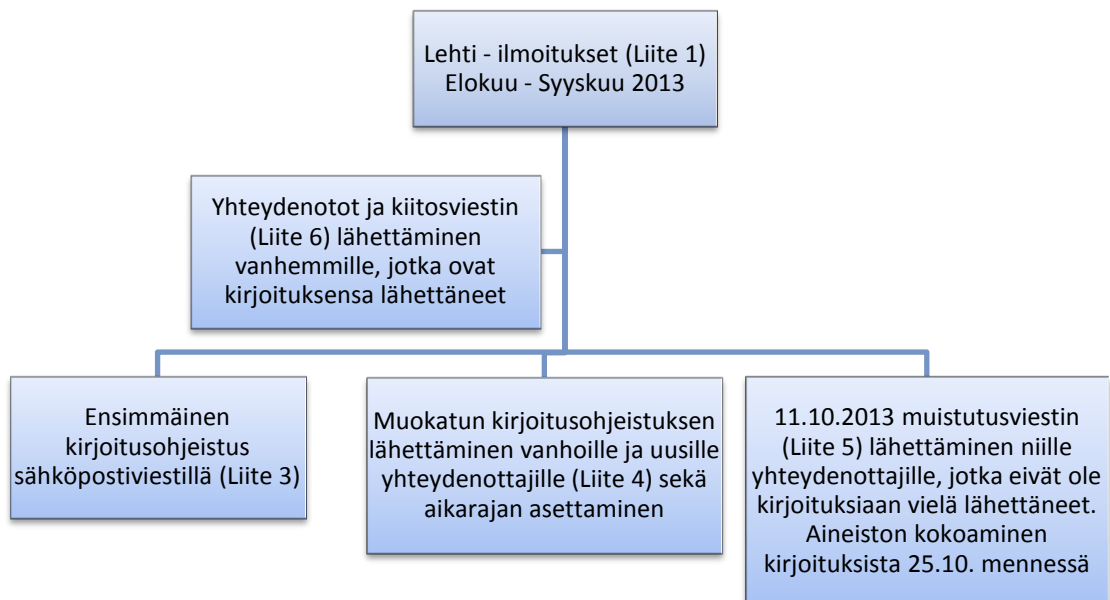 Lehti - ilmoitukset (Liite 1)
Elokuu - Syyskuu 2013
Yhteydenotot ja kiitosviestin
(Liite 6) lähettäminen
vanhemmille, jotka ovat
kirjoituksensa lähettäneet
Ensimmäinen
kirjoitusohjeistus
sähköpostiviestillä (Liite 3)
Muokatun kirjoitusohjeistuksen
lähettäminen vanhoille ja uusille
yhteydenottajille (Liite 4) sekä
aikarajan asettaminen
11.10.2013 muistutusviestin
(Liite 5) lähettäminen niille
yhteydenottajille, jotka eivät ole
kirjoituksiaan vielä lähettäneet.
Aineiston kokoaminen
kirjoituksista 25.10. mennessä